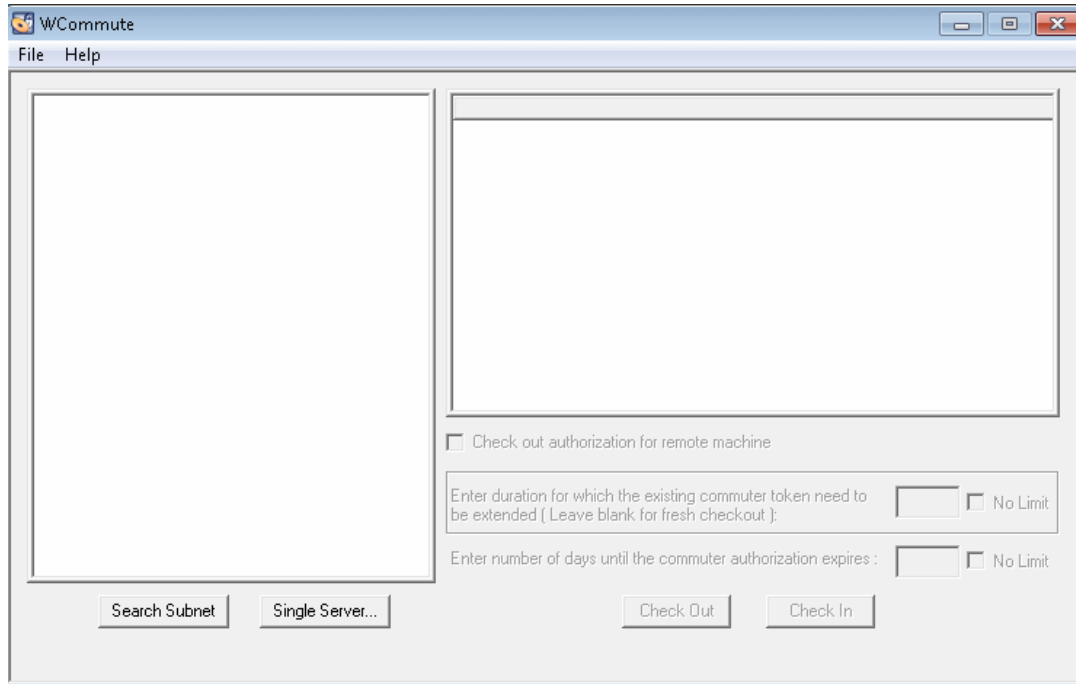 WCommute
File Help
Check out authorization for remote machine
Enter duration for which the existing commuter token need to
be extended ( Leave blank for fresh checkout ):
No Limit
Enter number of days until the commuter authorization expires :
No Limit
Search Subnet
Single Server...
Check Out
Check In